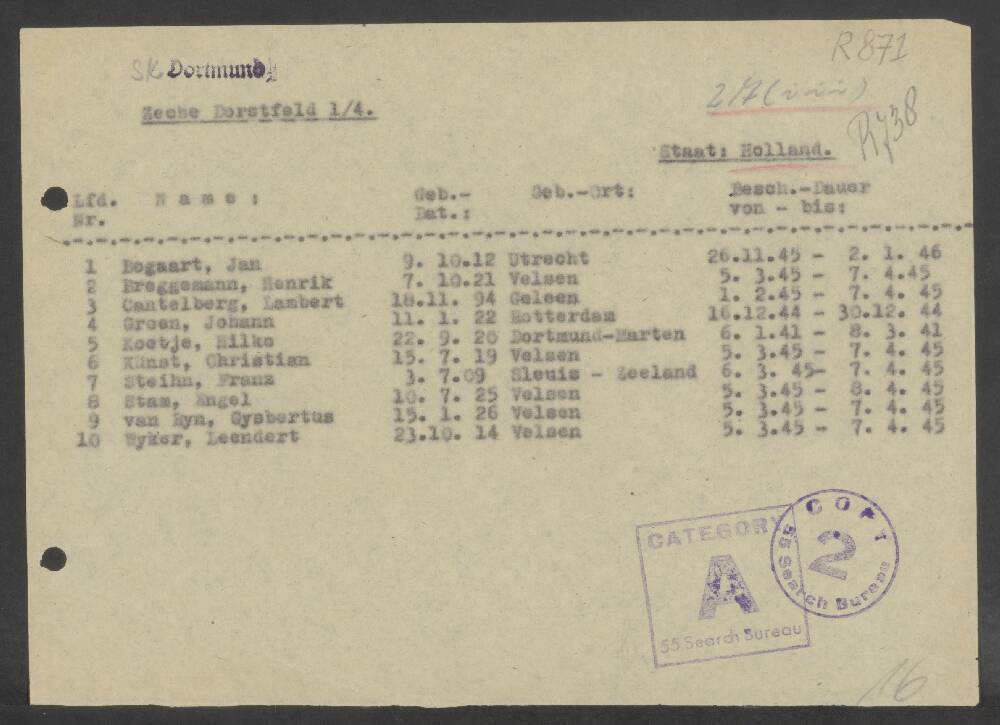 R 871
SK Dortmund
217 (iii)
Zeche Dorstfeld 1/4.
R 738
Staat: Holland.
Lfd. Nr. N a m e : Geb.-Dat.: Geb.-Ort: Besch.-Dauer von - bis:
1 Bogaart, Jan 9. 10.12 Utrecht 26.11.45 - 2. 1. 46
2 Breggemann, Henrik 7. 10.21 Velsen 5. 3.45 - 7. 4.45
3 Cantelberg, Lambert 18.11. 94 Geleen 1. 2.45 - 7. 4. 45
4 Groen, Johann 11. 1. 22 Rotterdam 16.12.44 - 30.12. 44
5 Kootje, Hilko 22. 9. 20 Dortmund-Marten 6. 1.41 - 8. 3. 41
6 Künst, Christian 15. 7. 19 Velsen 5. 3.45 - 7. 4. 45
7 Steihn, Franz 3. 7.09 Sleuis - Zeeland 6. 3. 45- 7. 4. 45
8 Stam, Engel 10. 7. 25 Velsen 5. 3.45 - 8. 4. 45
9 van Ryn, Gysbertus 15. 1. 26 Velsen 5. 3.45 - 7. 4. 45
10 Wyker, Leendert 23.10. 14 Velsen 5. 3.45 - 7. 4. 45
CATEGORY
A
55 Search Bureau
COPY
2
55 Search Bureau
16